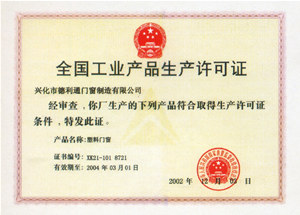 全国工业产品生产许可证
兴化市德利通门窗制造有限公司
经审查，你厂生产的下列产品符合取得生产许可证
条件，特发此证。
产品名称：塑料门窗
证书编号：XK21-101 8721
有效期至：2004 年 03 月 01 日
2002 年 12 月 03 日